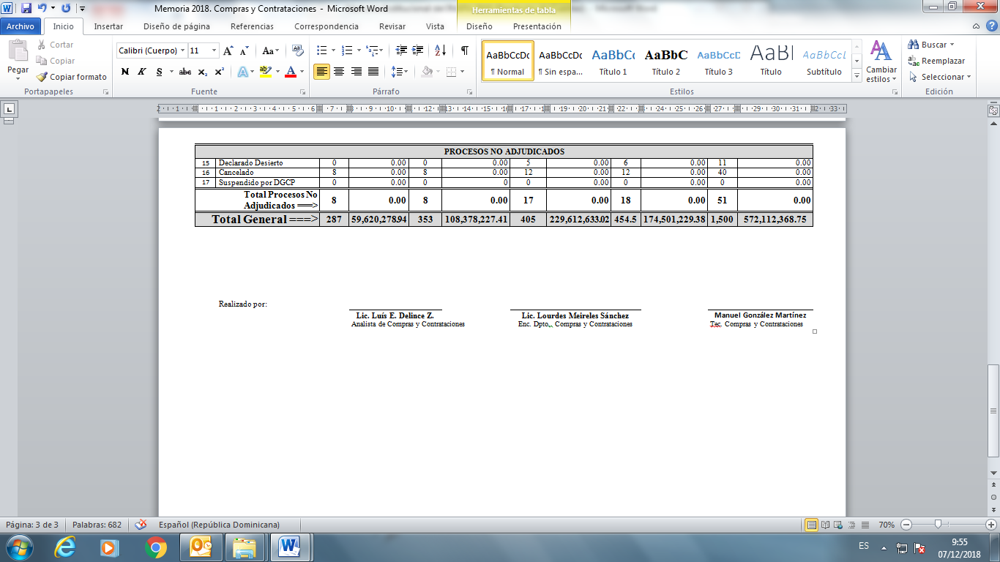 Memoria 2018. Compras y Contrataciones - Microsoft Word
Herramientas de tabla
Archivo Inicio Insertar Diseño de página Referencias Correspondencia Revisar Vista Diseño Presentación
Pegar
Cortar
Copiar
Copiar formato
Portapapeles
Calibri (Cuerpo) 11
N K S abc x₂ x²
Fuente
Párrafo
AaBbCcDc AaBbCcDc AaBbCc AaBbC AaBbCcD AaBl AaBbCcL
¶ Normal ¶ Sin espa... Título 1 Título 2 Título 3 Título Subtítulo
Cambiar estilos
Estilos
Buscar
Reemplazar
Seleccionar
Edición
PROCESOS NO ADJUDICADOS
15 Declarado Desierto 0 0.00 0 0.00 5 0.00 6 0.00 11 0.00
16 Cancelado 8 0.00 8 0.00 12 0.00 12 0.00 40 0.00
17 Suspendido por DGCP 0 0.00 0 0 0 0.00 0 0.00 0 0.00
Total Procesos No
Adjudicados ===> 8 0.00 8 0.00 17 0.00 18 0.00 51 0.00
Total General ===> 287 59,620,278.94 353 108,378,227.41 405 229,612,633.02 454.5 174,501,229.38 1,500 572,112,368.75
Realizado por:
Lic. Luís E. Delince Z. Lic. Lourdes Meireles Sánchez Manuel González Martínez
Analista de Compras y Contrataciones Enc. Dpto,. Compras y Contrataciones Tec. Compras y Contrataciones
Página: 3 de 3 Palabras: 682 Español (República Dominicana) 70%
ES 9:55
07/12/2018